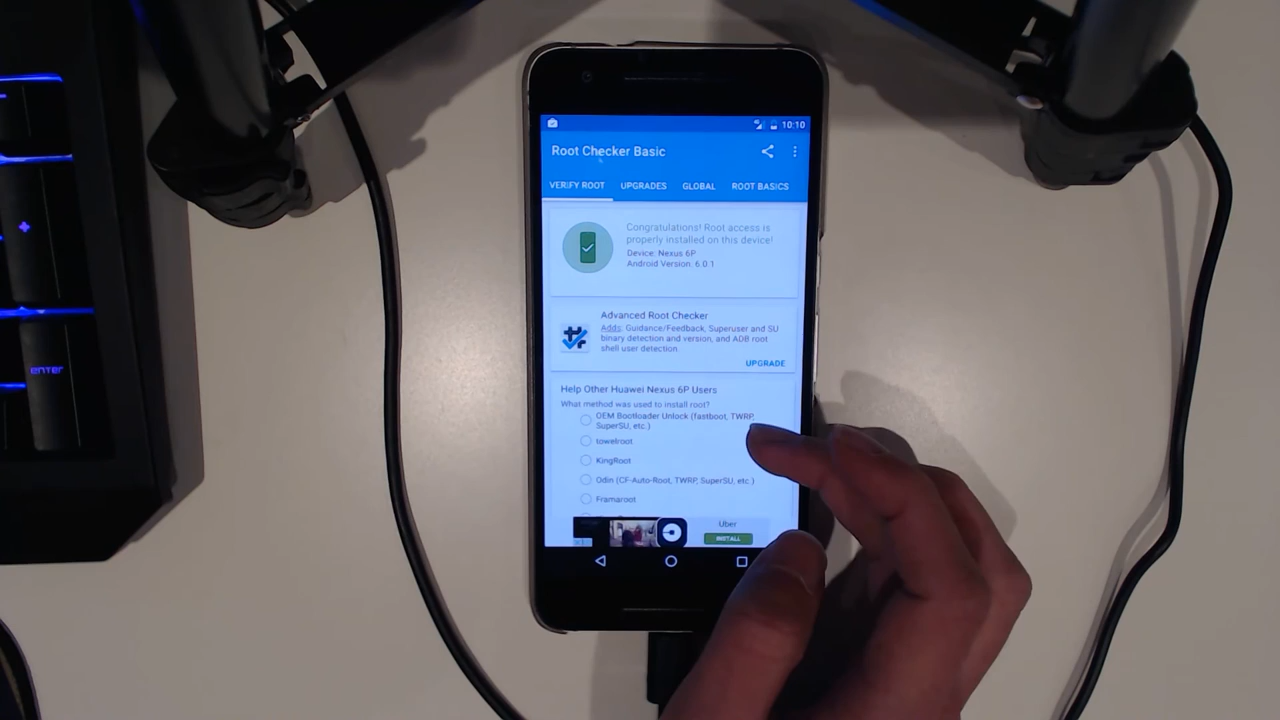 10:10
Root Checker Basic
VERIFY ROOT UPGRADES GLOBAL ROOT BASICS
Congratulations! Root access is
properly installed on this device!
Device: Nexus 6P
Android Version: 6.0.1
Advanced Root Checker
Adds: Guidance/Feedback, Superuser and SU
binary detection and version, and ADB root
shell user detection.
UPGRADE
Help Other Huawei Nexus 6P Users
What method was used to install root?
OEM Bootloader Unlock (fastboot, TWRP,
SuperSU, etc.)
towelroot
KingRoot
Odin (CF-Auto-Root, TWRP, SuperSU, etc.)
Framaroot
Uber
INSTALL
+
enter